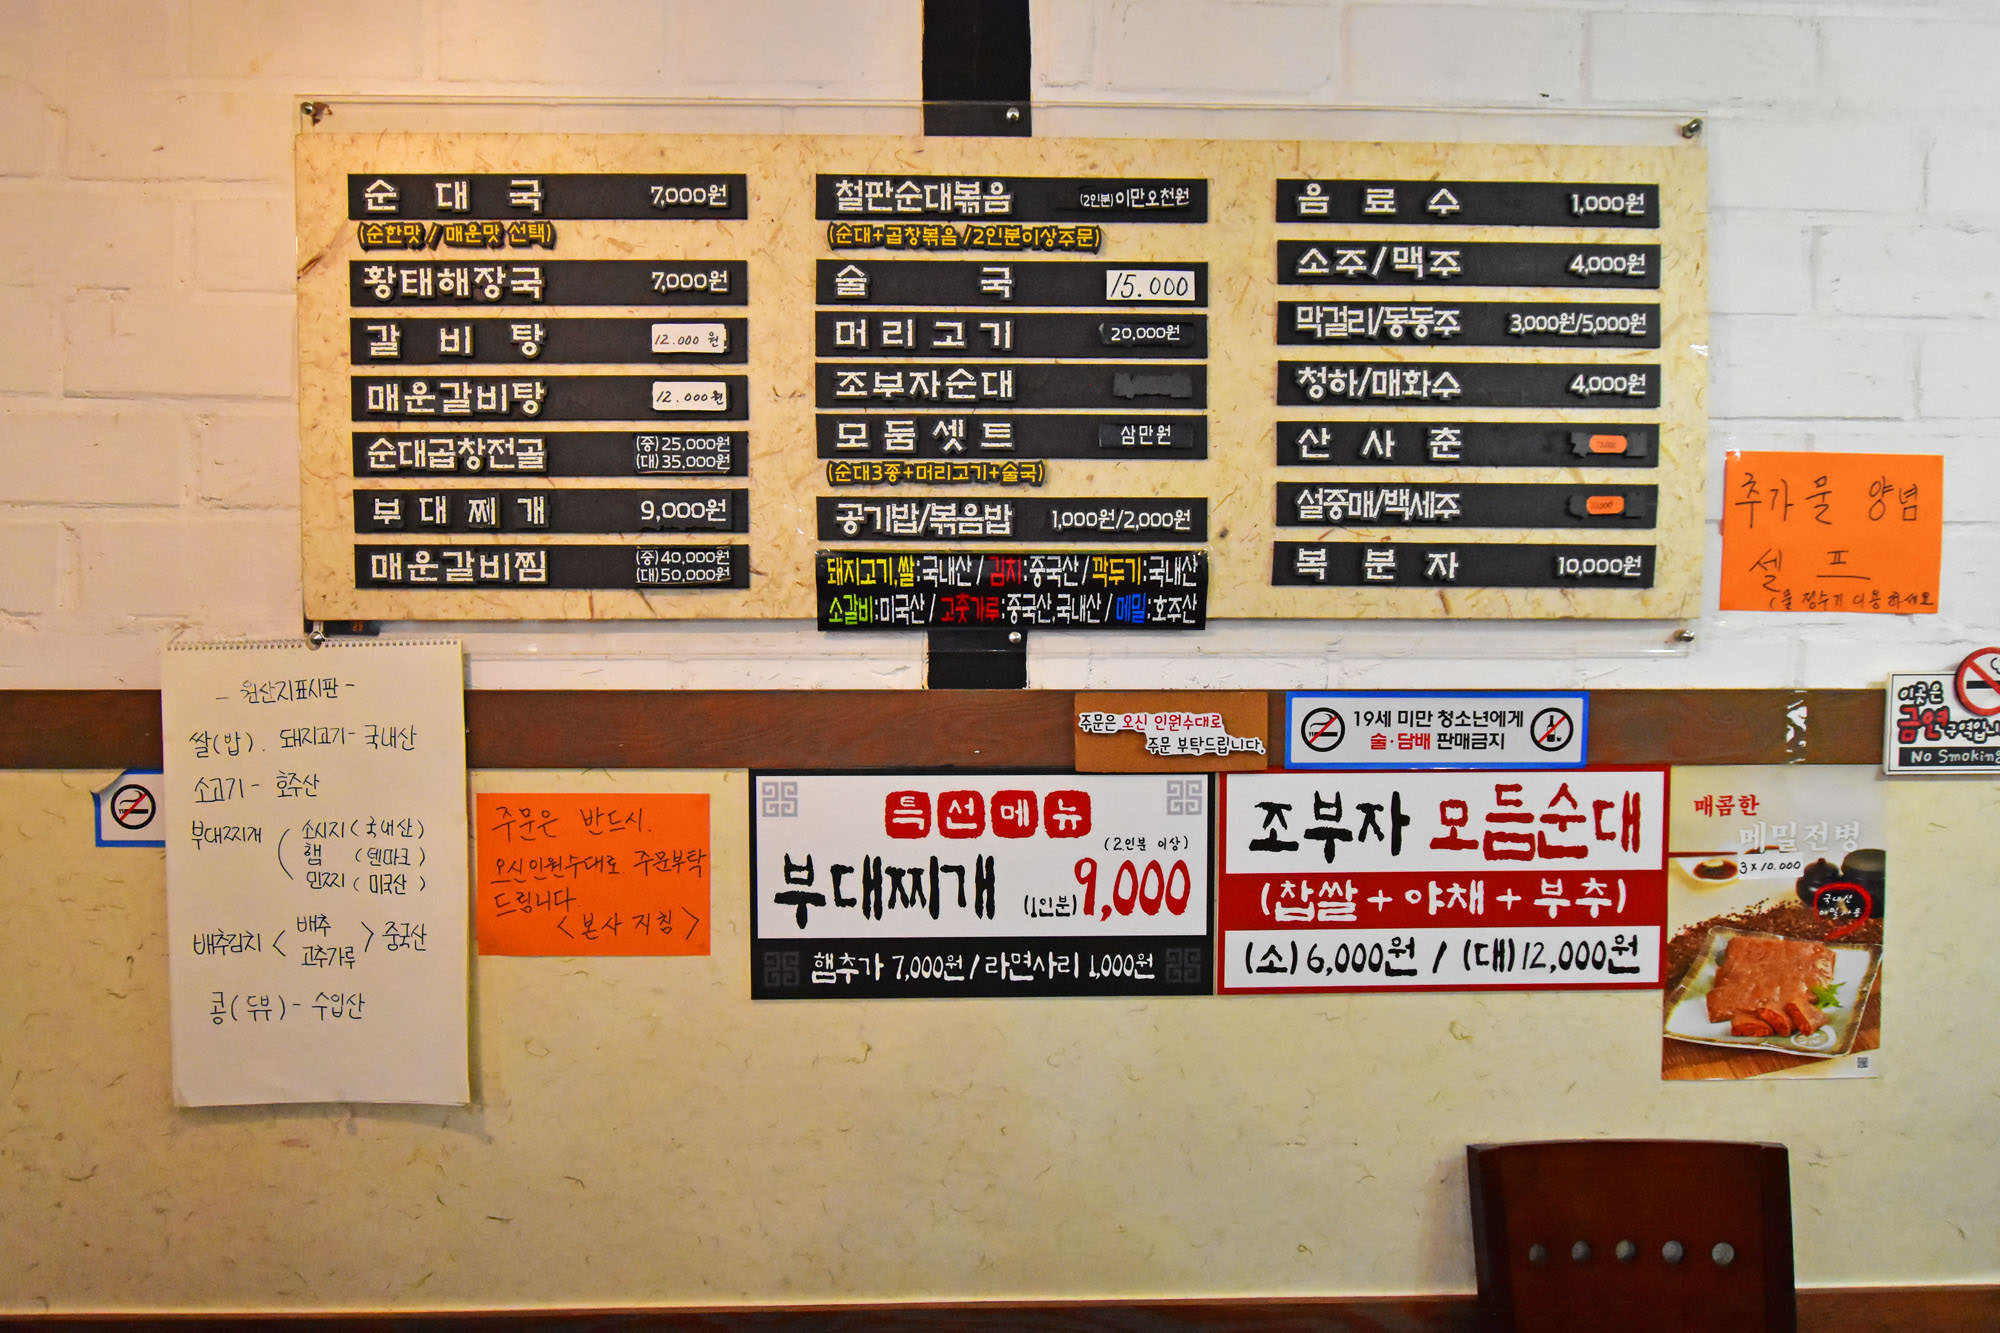 순대국 7,000원
(순한맛 / 매운맛 선택)
황태해장국 7,000원
갈비탕 12.000원
매운갈비탕 12.000원
순대곱창전골 (중)25,000원
(대)35,000원
부대찌개 9,000원
매운갈비찜 (중)40,000원
(대)50,000원
철판순대볶음 (2인분)이만오천원
(순대+곱창볶음/2인분이상주문)
술국 15.000
머리고기 20,000원
조부자순대
모둠셋트 삼만원
(순대3종+머리고기+술국)
공기밥/볶음밥 1,000원/2,000원
돼지고기,쌀:국내산 / 김치:중국산 / 깍두기:국내산
소갈비:미국산 / 고춧가루:중국산,국내산 / 메밀:호주산
음료수 1,000원
소주/맥주 4,000원
막걸리/동동주 3,000원/5,000원
청하/매화수 4,000원
산사춘
설중매/백세주
복분자 10,000원
추가물 양념
셀프
(물 정수기 이용하세요
- 원산지표시판 -
쌀(밥). 돼지고기 - 국내산
소고기 - 호주산
부대찌개 ( 소시지 (국내산)
햄 (덴마크)
민찌 (미국산)
배추김치 < 배추
고추가루 > 중국산
콩(두부) - 수입산
주문은 반드시.
오신인원수대로. 주문부탁
드립니다.
<본사 지침>
주문은 오신 인원수대로
주문 부탁드립니다.
19세 미만 청소년에게
술·담배 판매금지
이곳은
금연구역입니
No Smoking
특선메뉴
(2인분 이상)
부대찌개 (1인분) 9,000
햄추가 7,000원 / 라면사리 1,000원
조부자 모듬순대
(찹쌀 + 야채 + 부추)
(소) 6,000원 / (대) 12,000원
매콤한
메밀전병
3 x 10.000
국내산
메밀사용